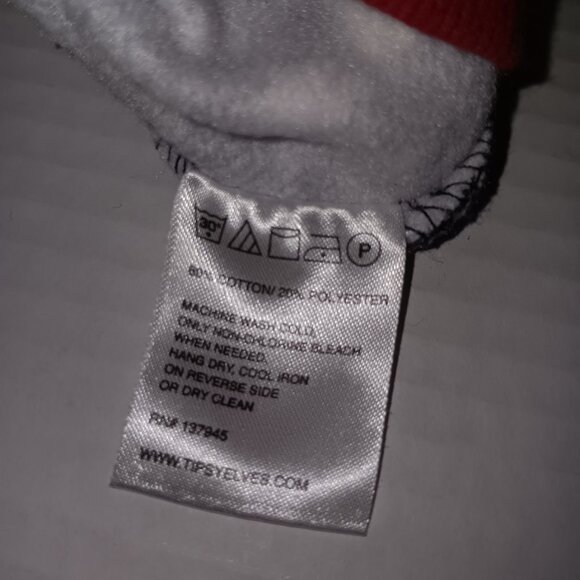 30°
P
80% COTTON/ 20% POLYESTER
MACHINE WASH COLD,
ONLY NON-CHLORINE BLEACH
WHEN NEEDED.
HANG DRY, COOL IRON
ON REVERSE SIDE
OR DRY CLEAN
RN# 137945
WWW.TIPSYELVES.COM